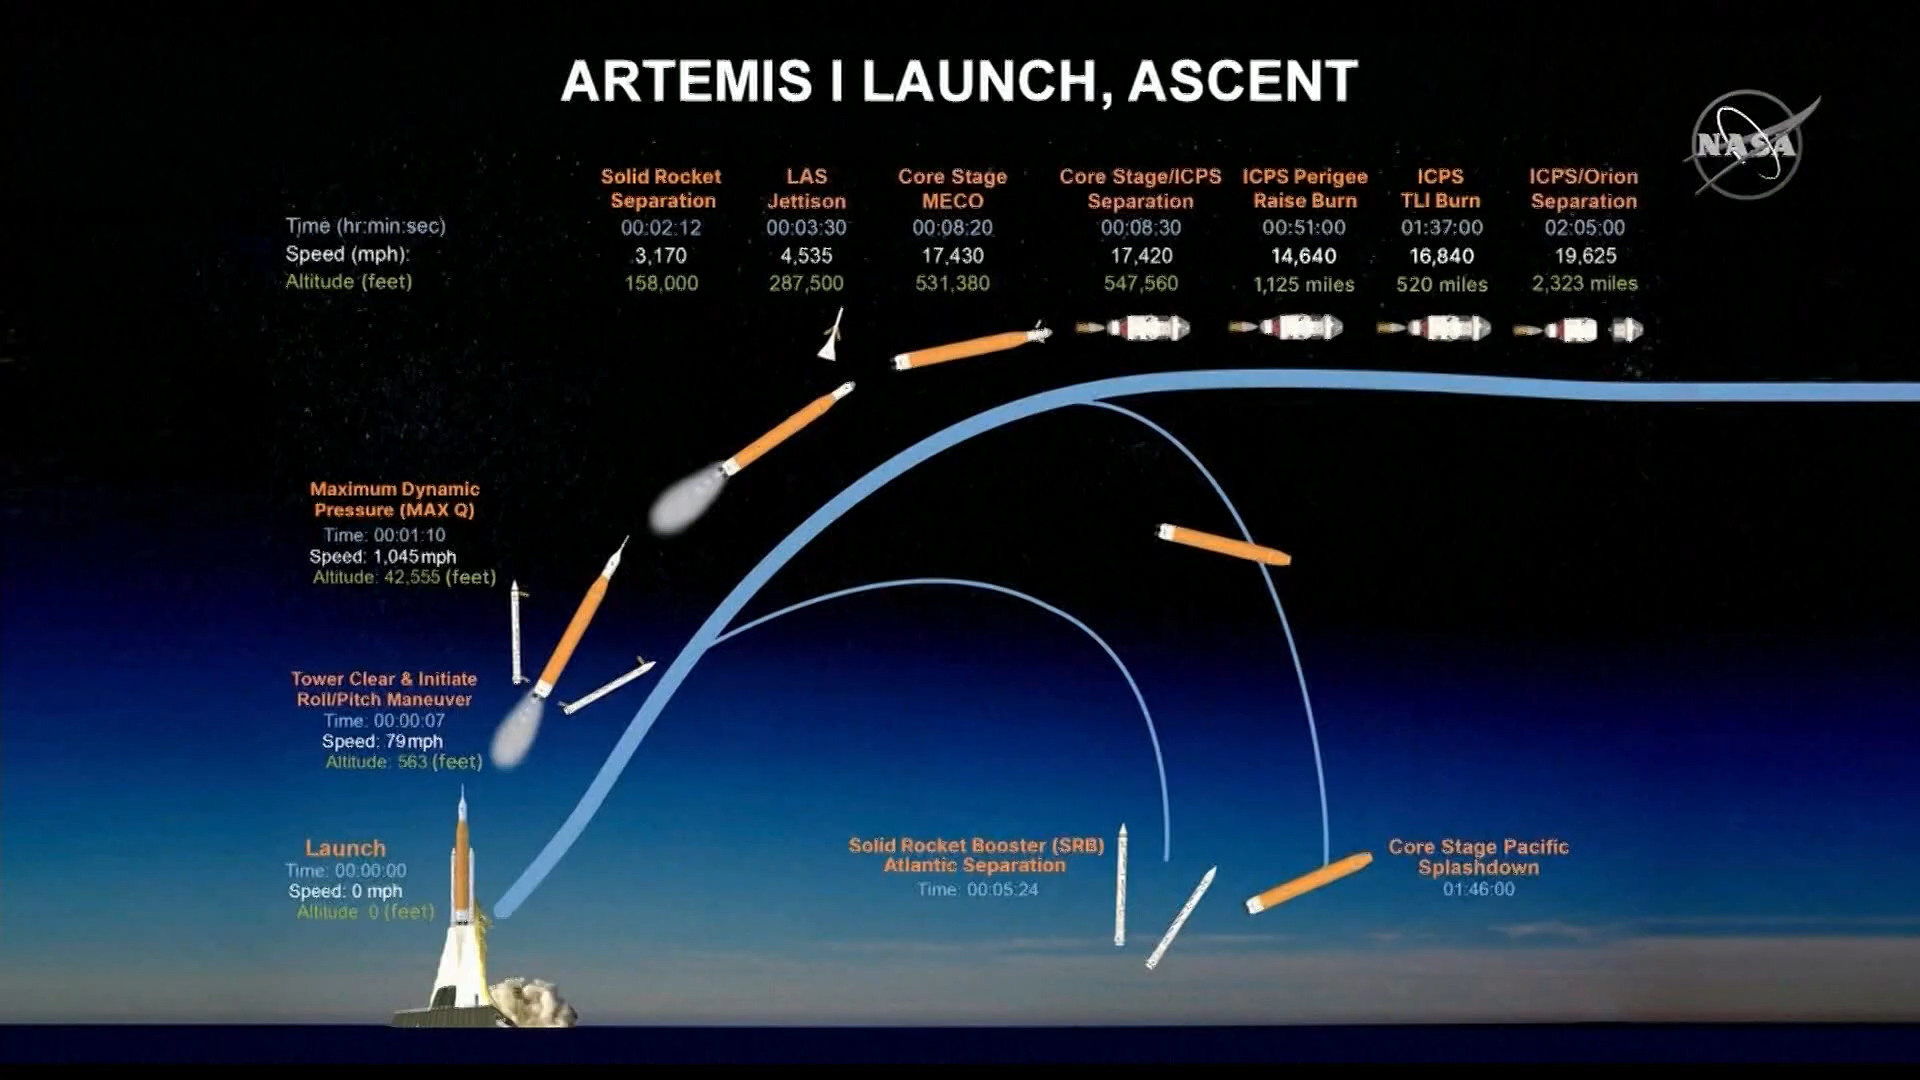 ARTEMIS I LAUNCH, ASCENT
NASA
Solid Rocket Separation
LAS Jettison
Core Stage MECO
Core Stage/ICPS Separation
ICPS Perigee Raise Burn
ICPS TLI Burn
ICPS/Orion Separation
Time (hr:min:sec) 00:02:12 00:03:30 00:08:20 00:08:30 00:51:00 01:37:00 02:05:00
Speed (mph): 3,170 4,535 17,430 17,420 14,640 16,840 19,625
Altitude (feet) 158,000 287,500 531,380 547,560 1,125 miles 520 miles 2,323 miles
Maximum Dynamic
Pressure (MAX Q)
Time: 00:01:10
Speed: 1,045 mph
Altitude: 42,555 (feet)
Tower Clear & Initiate
Roll/Pitch Maneuver
Time: 00:00:07
Speed: 79 mph
Altitude: 563 (feet)
Launch
Time: 00:00:00
Speed: 0 mph
Altitude: 0 (feet)
Solid Rocket Booster (SRB)
Atlantic Separation
Time: 00:05:24
Core Stage Pacific
Splashdown
01:46:00